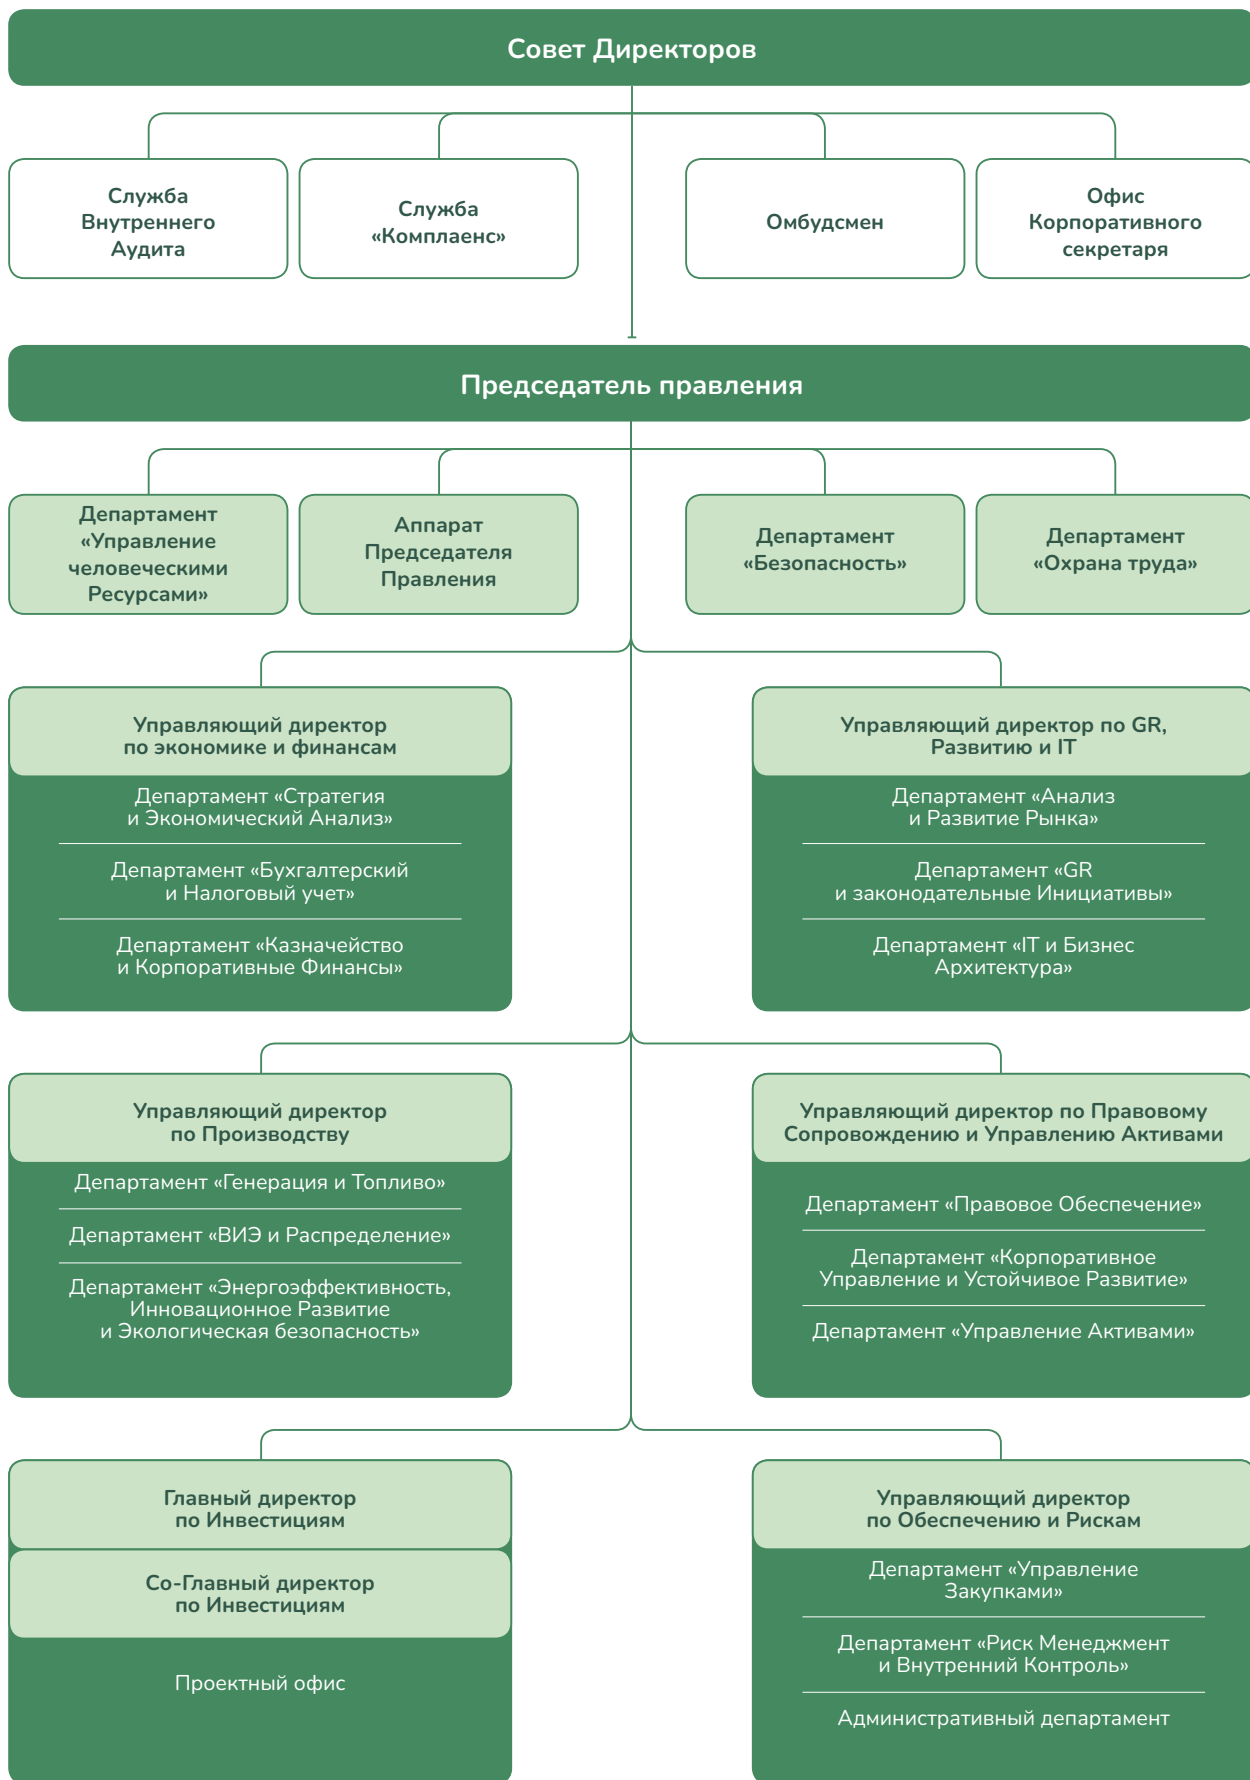 Совет Директоров
Служба
Внутреннего
Аудита
Служба
«Комплаенс»
Омбудсмен
Офис
Корпоративного
секретаря
Председатель правления
Департамент
«Управление
человеческими
Ресурсами»
Аппарат
Председателя
Правления
Департамент
«Безопасность»
Департамент
«Охрана труда»
Управляющий директор
по экономике и финансам
Департамент «Стратегия
и Экономический Анализ»
Департамент «Бухгалтерский
и Налоговый учет»
Департамент «Казначейство
и Корпоративные Финансы»
Управляющий директор по GR,
Развитию и IT
Департамент «Анализ
и Развитие Рынка»
Департамент «GR
и законодательные Инициативы»
Департамент «IT и Бизнес
Архитектура»
Управляющий директор
по Производству
Департамент «Генерация и Топливо»
Департамент «ВИЭ и Распределение»
Департамент «Энергоэффективность,
Инновационное Развитие
и Экологическая безопасность»
Управляющий директор по Правовому
Сопровождению и Управлению Активами
Департамент «Правовое Обеспечение»
Департамент «Корпоративное
Управление и Устойчивое Развитие»
Департамент «Управление Активами»
Главный директор
по Инвестициям
Со-Главный директор
по Инвестициям
Проектный офис
Управляющий директор
по Обеспечению и Рискам
Департамент «Управление
Закупками»
Департамент «Риск Менеджмент
и Внутренний Контроль»
Административный департамент